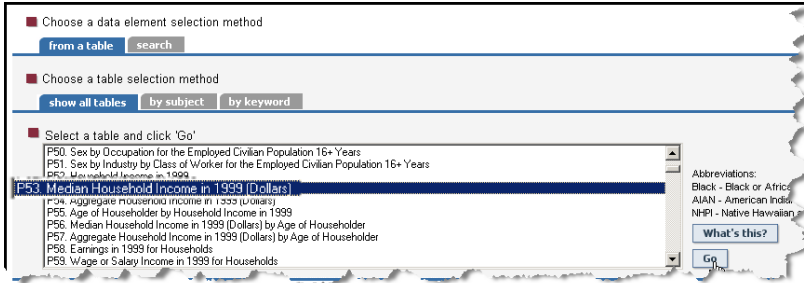 Choose a data element selection method
from a table search
Choose a table selection method
show all tables by subject by keyword
Select a table and click 'Go'
P50. Sex by Occupation for the Employed Civilian Population 16+ Years
P51. Sex by Industry by Class of Worker for the Employed Civilian Population 16+ Years
P52. Household Income in 1999
P53. Median Household Income in 1999 (Dollars)
P54. Aggregate Household Income in 1999 (Dollars)
P55. Age of Householder by Household Income in 1999
P56. Median Household Income in 1999 (Dollars) by Age of Householder
P57. Aggregate Household Income in 1999 (Dollars) by Age of Householder
P58. Earnings in 1999 for Households
P59. Wage or Salary Income in 1999 for Households
Abbreviations:
Black - Black or Africa
AIAN - American India
NHPI - Native Hawaiian
What's this?
Go